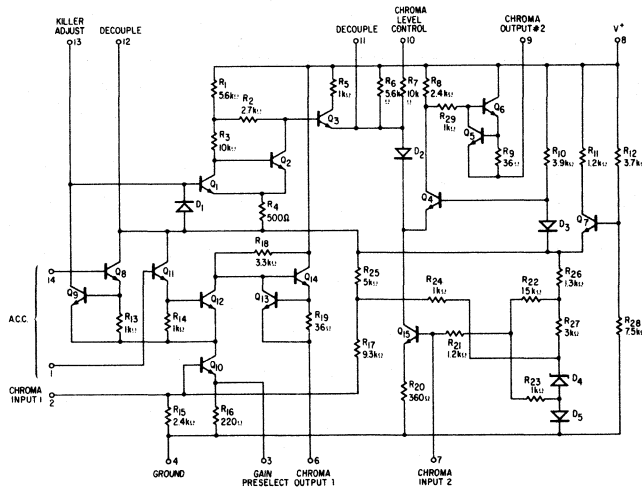 KILLER ADJUST
13
DECOUPLE
12
DECOUPLE
11
CHROMA LEVEL CONTROL
10
CHROMA OUTPUT #2
9
V+
8
R1
5.6kΩ
R2
27kΩ
R3
10kΩ
R5
1kΩ
Q3
R6
5.6k
Ω
R7
10k
Ω
R8
2.4kΩ
R29
1kΩ
Q6
Q5
R9
36Ω
R10
3.9kΩ
R11
1.2kΩ
R12
3.7k
Q1
Q2
D1
R4
500Ω
D2
Q4
D3
Q7
14
Q8
Q9
Q11
R18
3.3kΩ
Q12
Q13
Q14
R25
5kΩ
R24
1kΩ
R22
15kΩ
R26
1.3kΩ
A.C.C.
R13
1kΩ
R14
1kΩ
R19
36Ω
R17
9.3kΩ
Q15
R21
1.2kΩ
R27
3kΩ
R28
7.5k
1
Q10
D4
R23
1kΩ
D5
CHROMA INPUT 1
2
R15
2.4kΩ
R16
220Ω
R20
360Ω
4
GROUND
3
GAIN PRESELECT
6
CHROMA OUTPUT 1
7
CHROMA INPUT 2